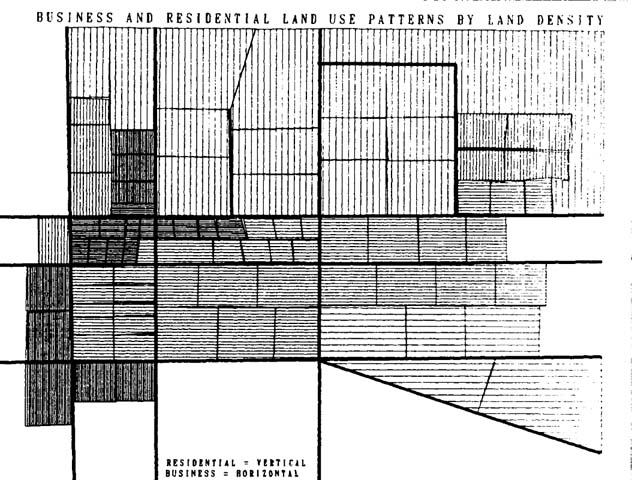 BUSINESS AND RESIDENTIAL LAND USE PATTERNS BY LAND DENSITY
RESIDENTIAL = VERTICAL
BUSINESS = HORIZONTAL